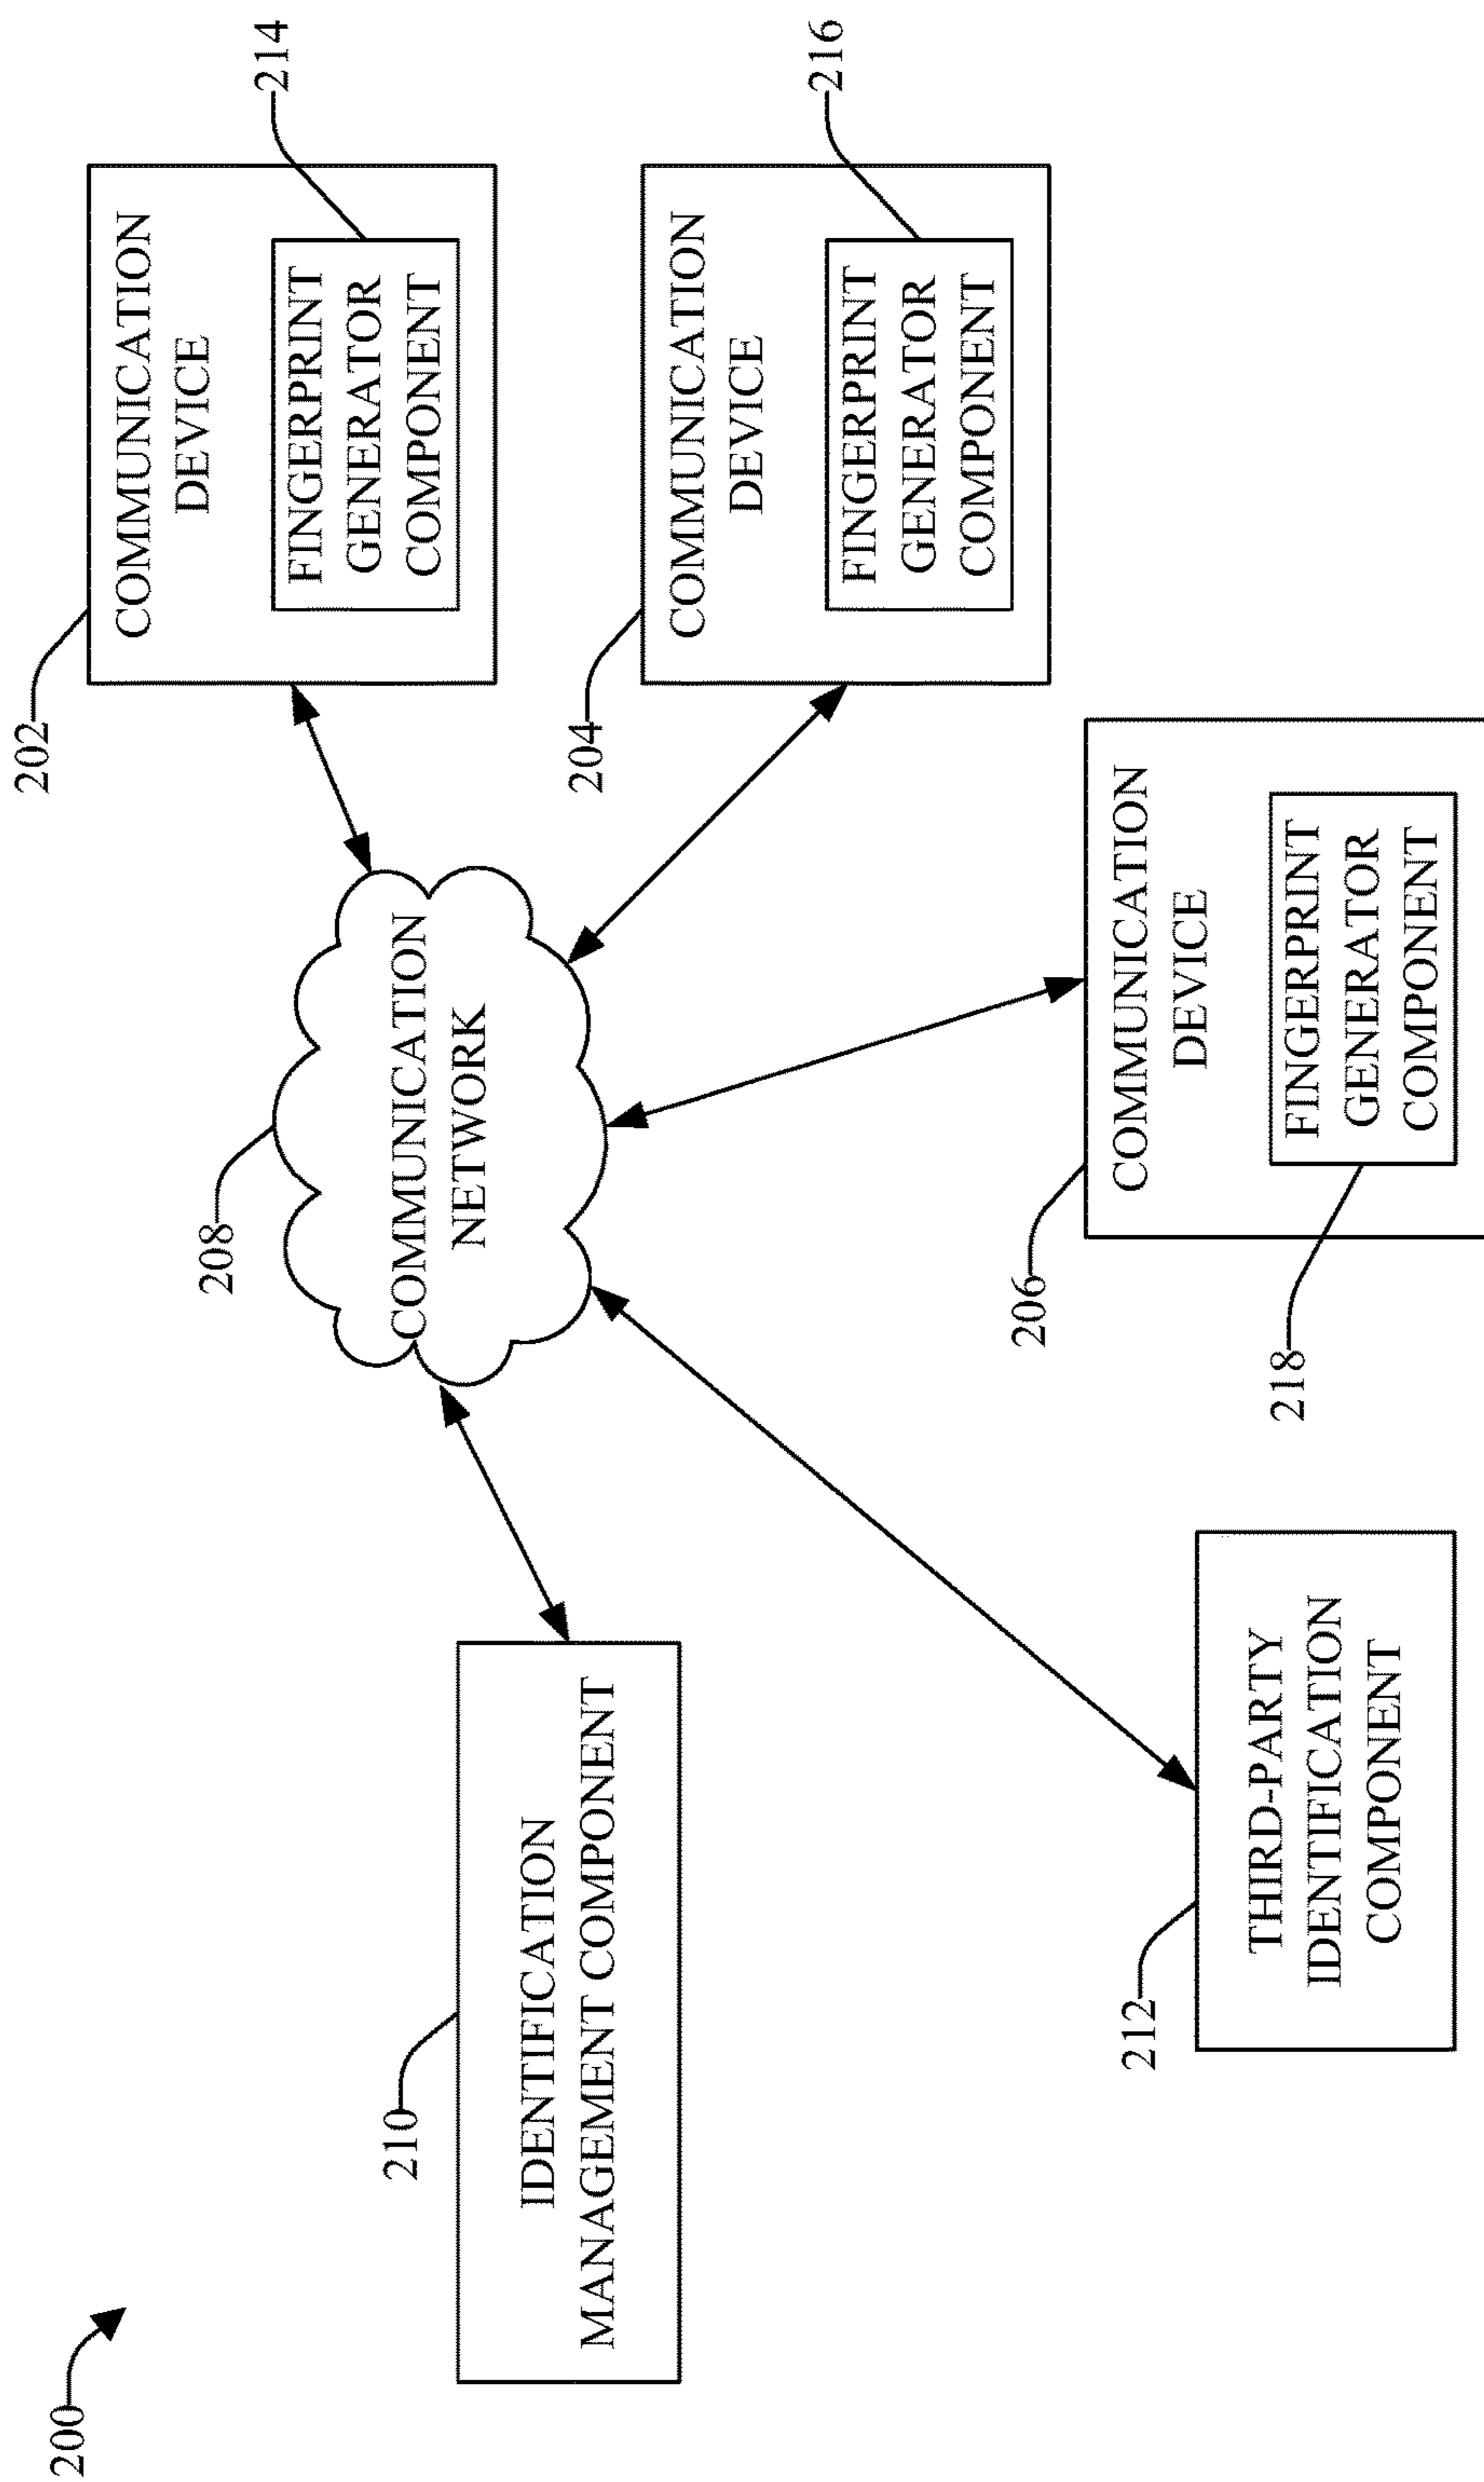 200
202
COMMUNICATION
DEVICE
FINGERPRINT
GENERATOR
COMPONENT
214
208
COMMUNICATION
NETWORK
210
IDENTIFICATION
MANAGEMENT COMPONENT
204
COMMUNICATION
DEVICE
FINGERPRINT
GENERATOR
COMPONENT
216
206
COMMUNICATION
DEVICE
FINGERPRINT
GENERATOR
COMPONENT
218
212
THIRD-PARTY
IDENTIFICATION
COMPONENT